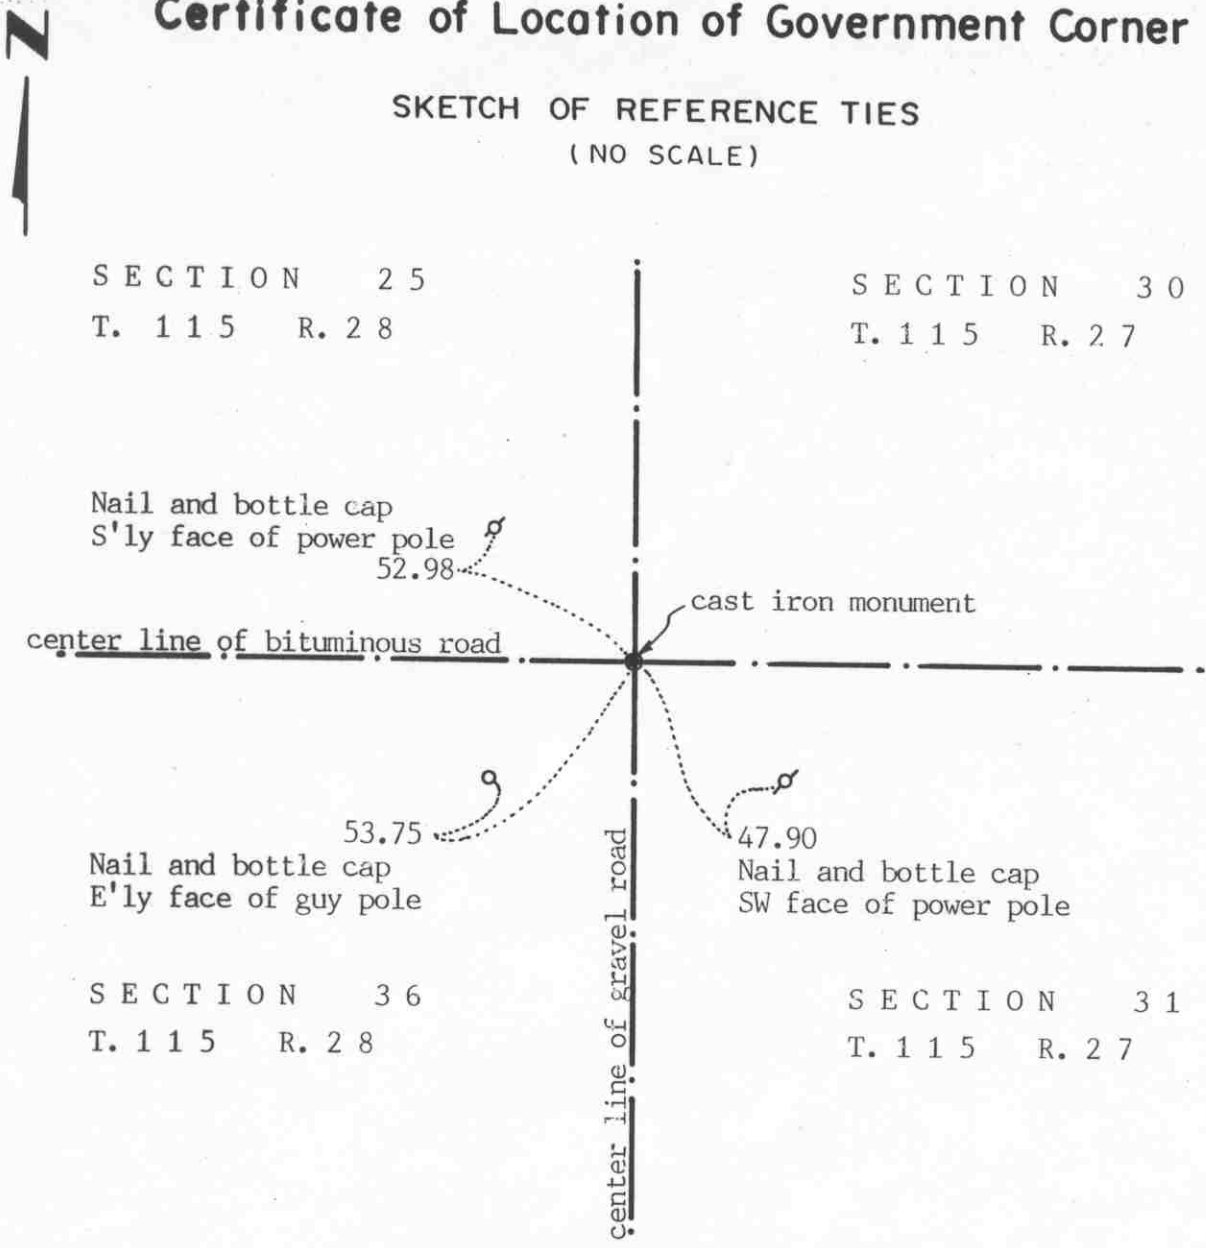 N
Certificate of Location of Government Corner
SKETCH OF REFERENCE TIES
(NO SCALE)
SECTION 25
T. 115 R. 28
SECTION 30
T. 115 R. 27
Nail and bottle cap
S'ly face of power pole
52.98
cast iron monument
center line of bituminous road
53.75
Nail and bottle cap
E'ly face of guy pole
47.90
Nail and bottle cap
SW face of power pole
center line of gravel road
SECTION 36
T. 115 R. 28
SECTION 31
T. 115 R. 27